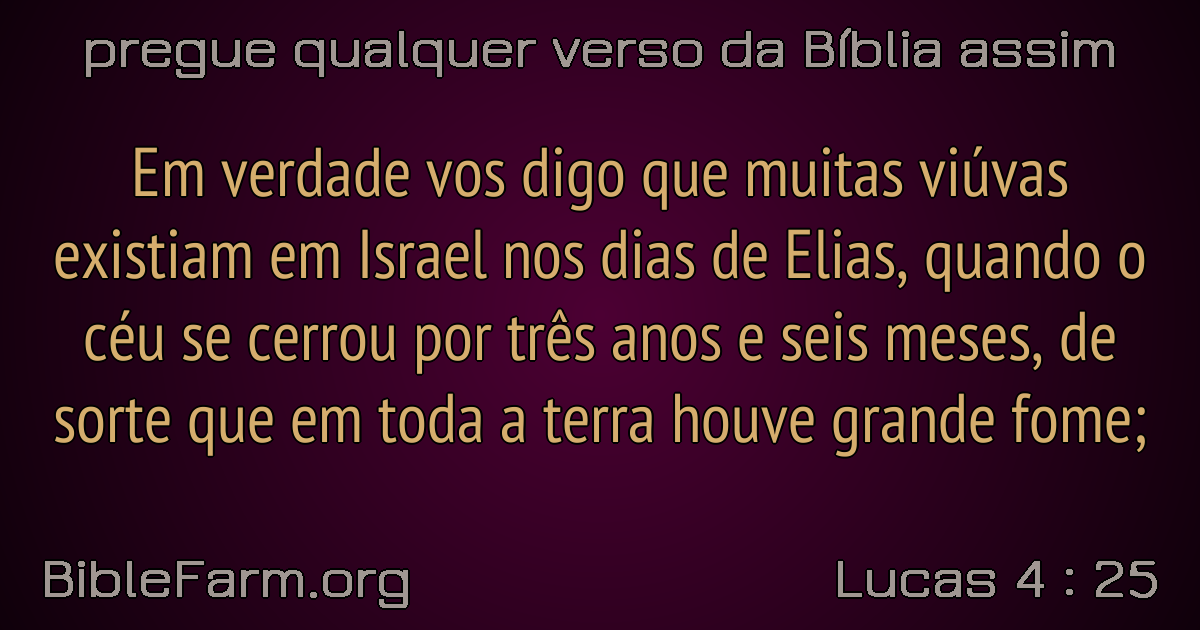 pregue qualquer verso da Bíblia assim
Em verdade vos digo que muitas viúvas
existiam em Israel nos dias de Elias, quando o
céu se cerrou por três anos e seis meses, de
sorte que em toda a terra houve grande fome;
BibleFarm.org
Lucas 4 : 25